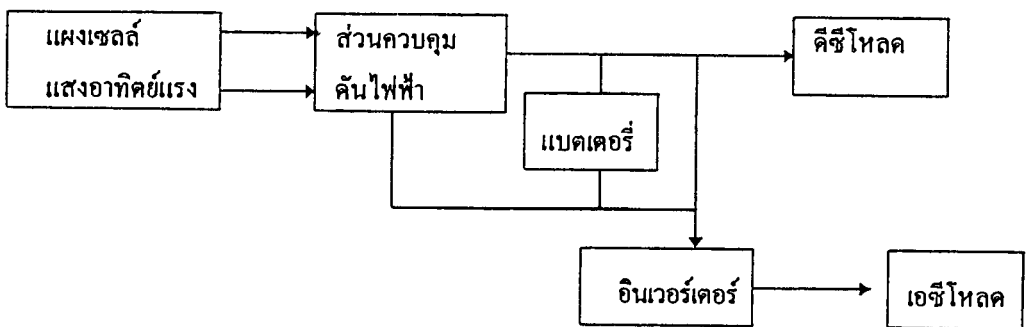 แผงเซลล์
แสงอาทิตย์แรง
ส่วนควบคุม
ดันไฟฟ้า
ดีซีโหลด
แบตเตอรี่
อินเวอร์เตอร์
เอซีโหลด